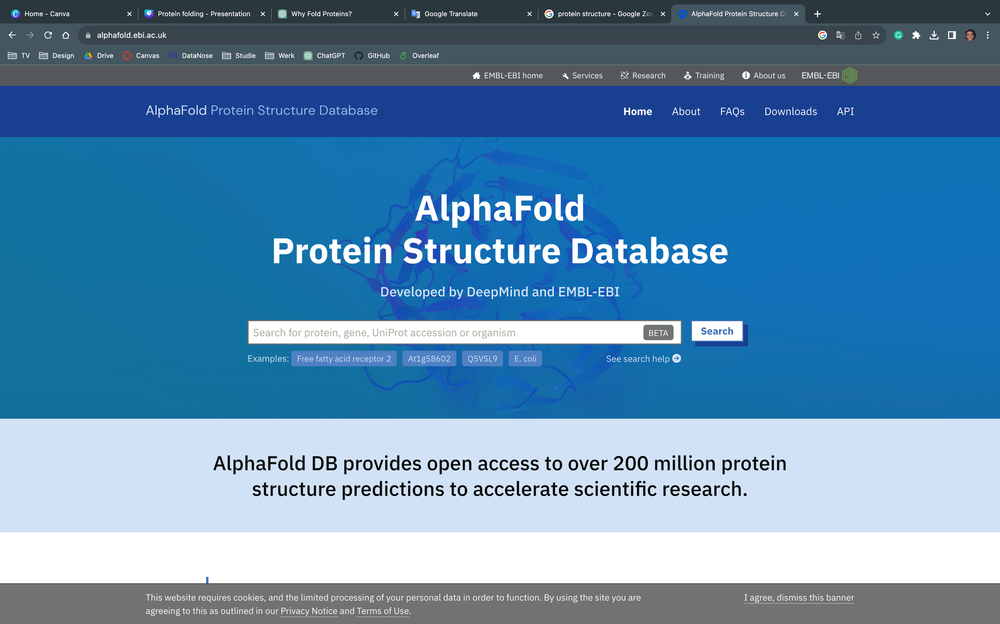 Home - Canva
Protein folding - Presentation
Why Fold Proteins?
Google Translate
protein structure - Google Zoe
AlphaFold Protein Structure Da
alphafold.ebi.ac.uk
TV Design Drive Canvas DN DataNose Studie Werk ChatGPT GitHub Overleaf
EMBL-EBI home Services Research Training About us EMBL-EBI
AlphaFold Protein Structure Database
Home About FAQs Downloads API
AlphaFold
Protein Structure Database
Developed by DeepMind and EMBL-EBI
Search for protein, gene, UniProt accession or organism BETA Search
Examples: Free fatty acid receptor 2 At1g58602 Q5VSL9 E. coli See search help
AlphaFold DB provides open access to over 200 million protein
structure predictions to accelerate scientific research.
This website requires cookies, and the limited processing of your personal data in order to function. By using the site you are
agreeing to this as outlined in our Privacy Notice and Terms of Use.
I agree, dismiss this banner